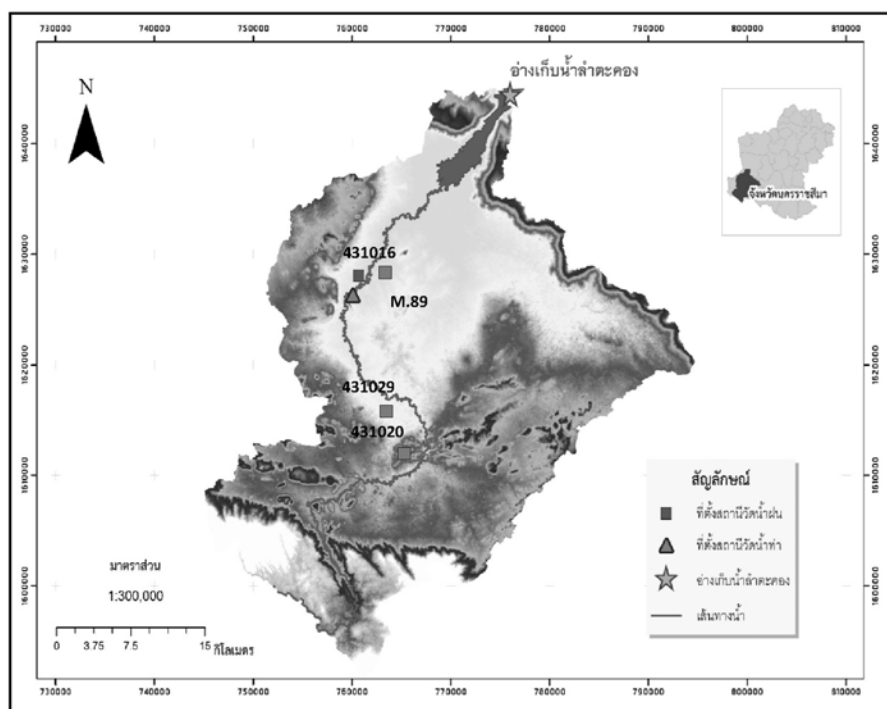 730000 740000 750000 760000 770000 780000 790000 800000 810000
อ่างเก็บน้ำลำตะคอง
N
1640000 1640000
จังหวัดนครราชสีมา
1630000 1630000
431016
M.89
1620000 1620000
431029
431020
1610000 1610000
สัญลักษณ์
ที่ตั้งสถานีวัดน้ำฝน
ที่ตั้งสถานีวัดน้ำท่า
อ่างเก็บน้ำลำตะคอง
เส้นทางน้ำ
1600000 1600000
มาตราส่วน
1:300,000
0 3.75 7.5 15 กิโลเมตร
730000 740000 750000 760000 770000 780000 790000 800000 810000